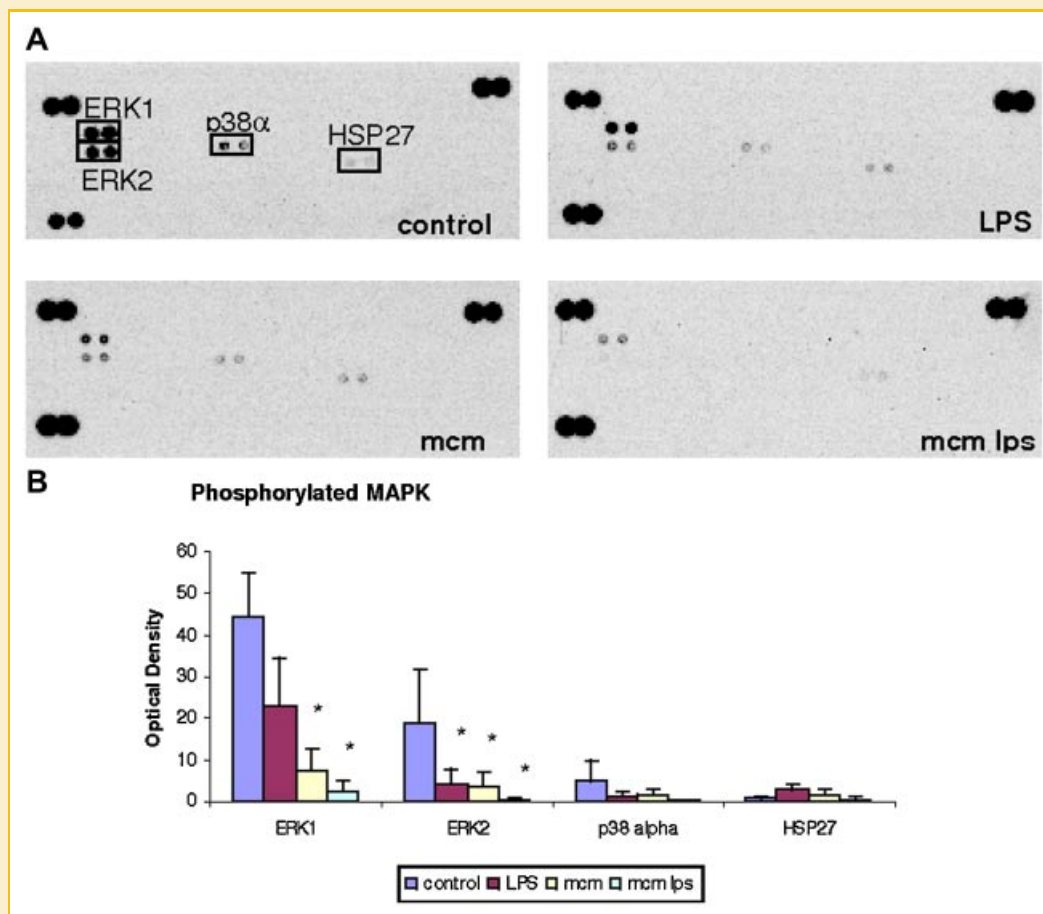 A
ERK1
p38α
HSP27
ERK2
control
LPS
mcm
mcm lps
B
Phosphorylated MAPK
Optical Density
60
50
40
30
20
10
0
* *
* * *
ERK1 ERK2 p38 alpha HSP27
control LPS mcm mcm lps